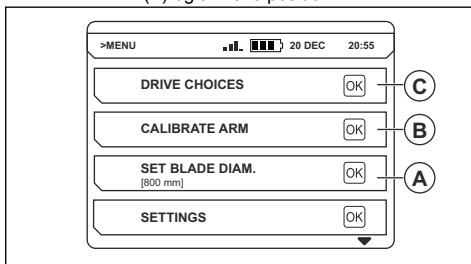 >MENU 20 DEC 20:55
DRIVE CHOICES OK C
CALIBRATE ARM OK B
SET BLADE DIAM. OK A
[800 mm]
SETTINGS OK